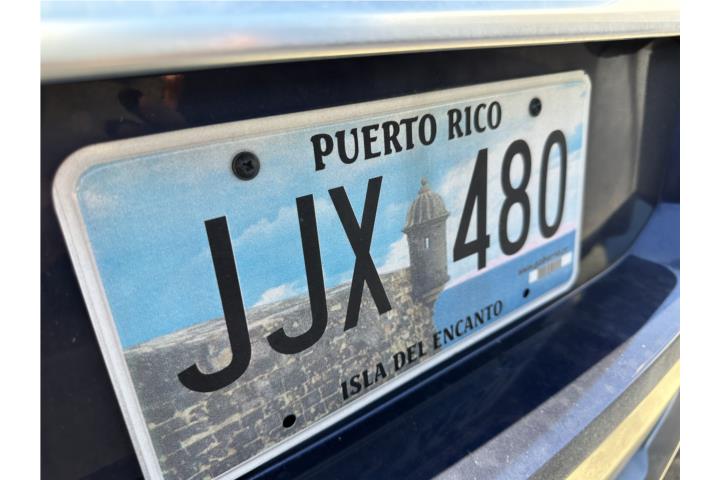 PUERTO RICO
JJX 480
ISLA DEL ENCANTO